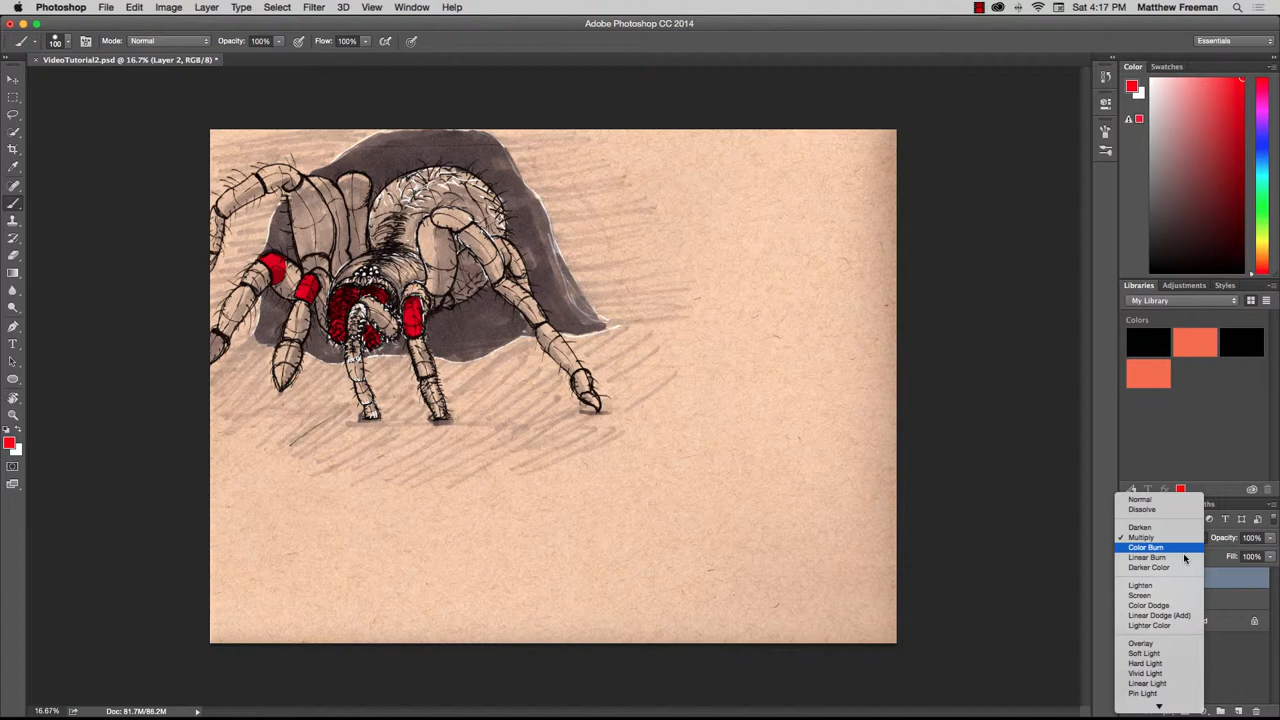 Photoshop File Edit Image Layer Type Select Filter 3D View Window Help Sat 4:17 PM Matthew Freeman
Adobe Photoshop CC 2014
100 Mode: Normal Opacity: 100% Flow: 100% Essentials
VideoTutorial2.psd @ 16.7% (Layer 2, RGB/8) *
Color Swatches
Libraries Adjustments Styles
My Library
Colors
Normal
Dissolve
Darken
Multiply
Opacity: 100%
Color Burn
Linear Burn
Fill: 100%
Darker Color
Lighten
Screen
Color Dodge
Linear Dodge (Add)
Lighter Color
Overlay
Soft Light
Hard Light
Vivid Light
Linear Light
Pin Light
16.67% Doc: 81.7M/86.2M